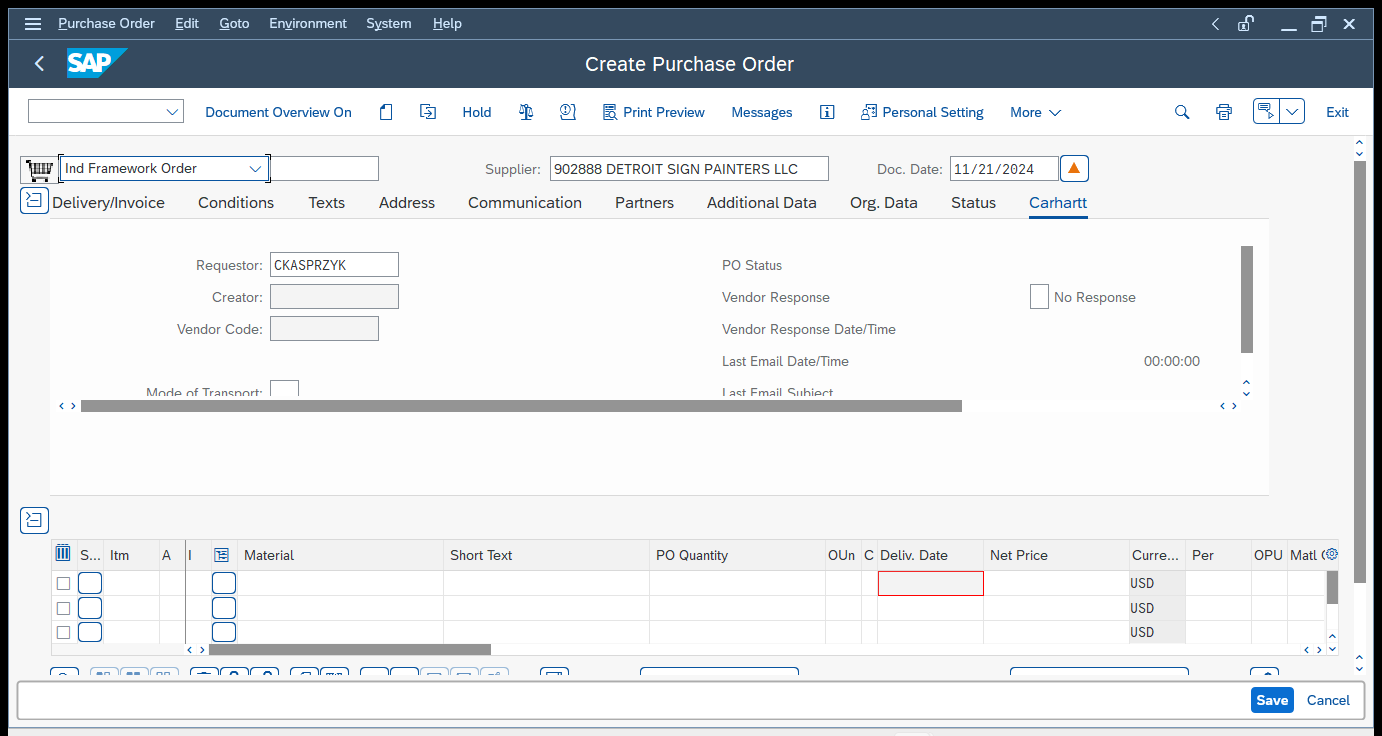 Purchase Order Edit Goto Environment System Help
SAP Create Purchase Order
Document Overview On Hold Print Preview Messages Personal Setting More Exit
Ind Framework Order Supplier: 902888 DETROIT SIGN PAINTERS LLC Doc. Date: 11/21/2024
Delivery/Invoice Conditions Texts Address Communication Partners Additional Data Org. Data Status Carhartt
Requestor: CKASPRZYK PO Status
Creator: Vendor Response No Response
Vendor Code: Vendor Response Date/Time
Last Email Date/Time 00:00:00
Mode of Transport: Last Email Subject
S... Itm A I Material Short Text PO Quantity OUn C Deliv. Date Net Price Curre... Per OPU Matl
USD
USD
USD
Save Cancel